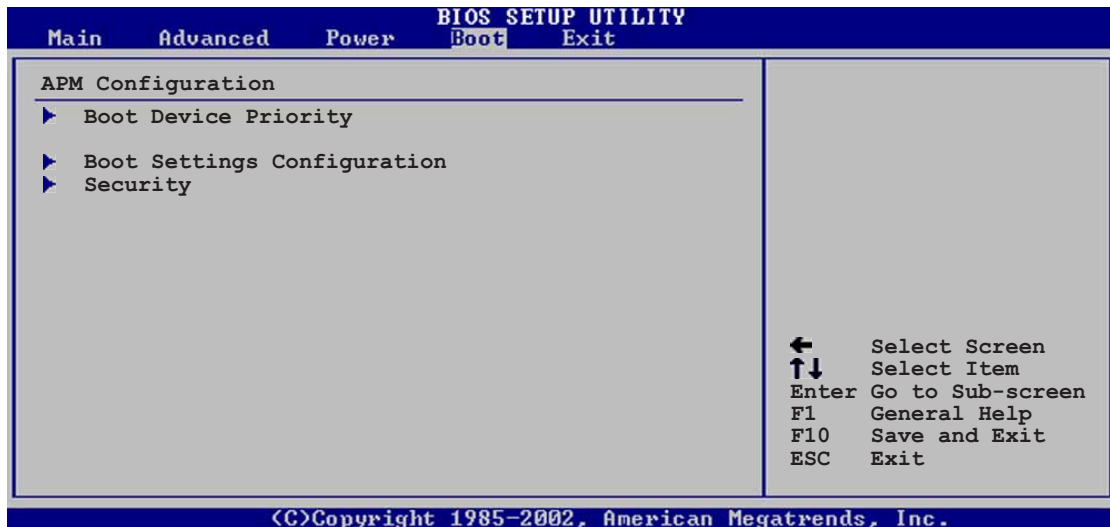 BIOS SETUP UTILITY
Main Advanced Power Boot Exit
APM Configuration
Boot Device Priority
Boot Settings Configuration
Security
← Select Screen
↑↓ Select Item
Enter Go to Sub-screen
F1 General Help
F10 Save and Exit
ESC Exit
(C)Copyright 1985-2002, American Megatrends, Inc.